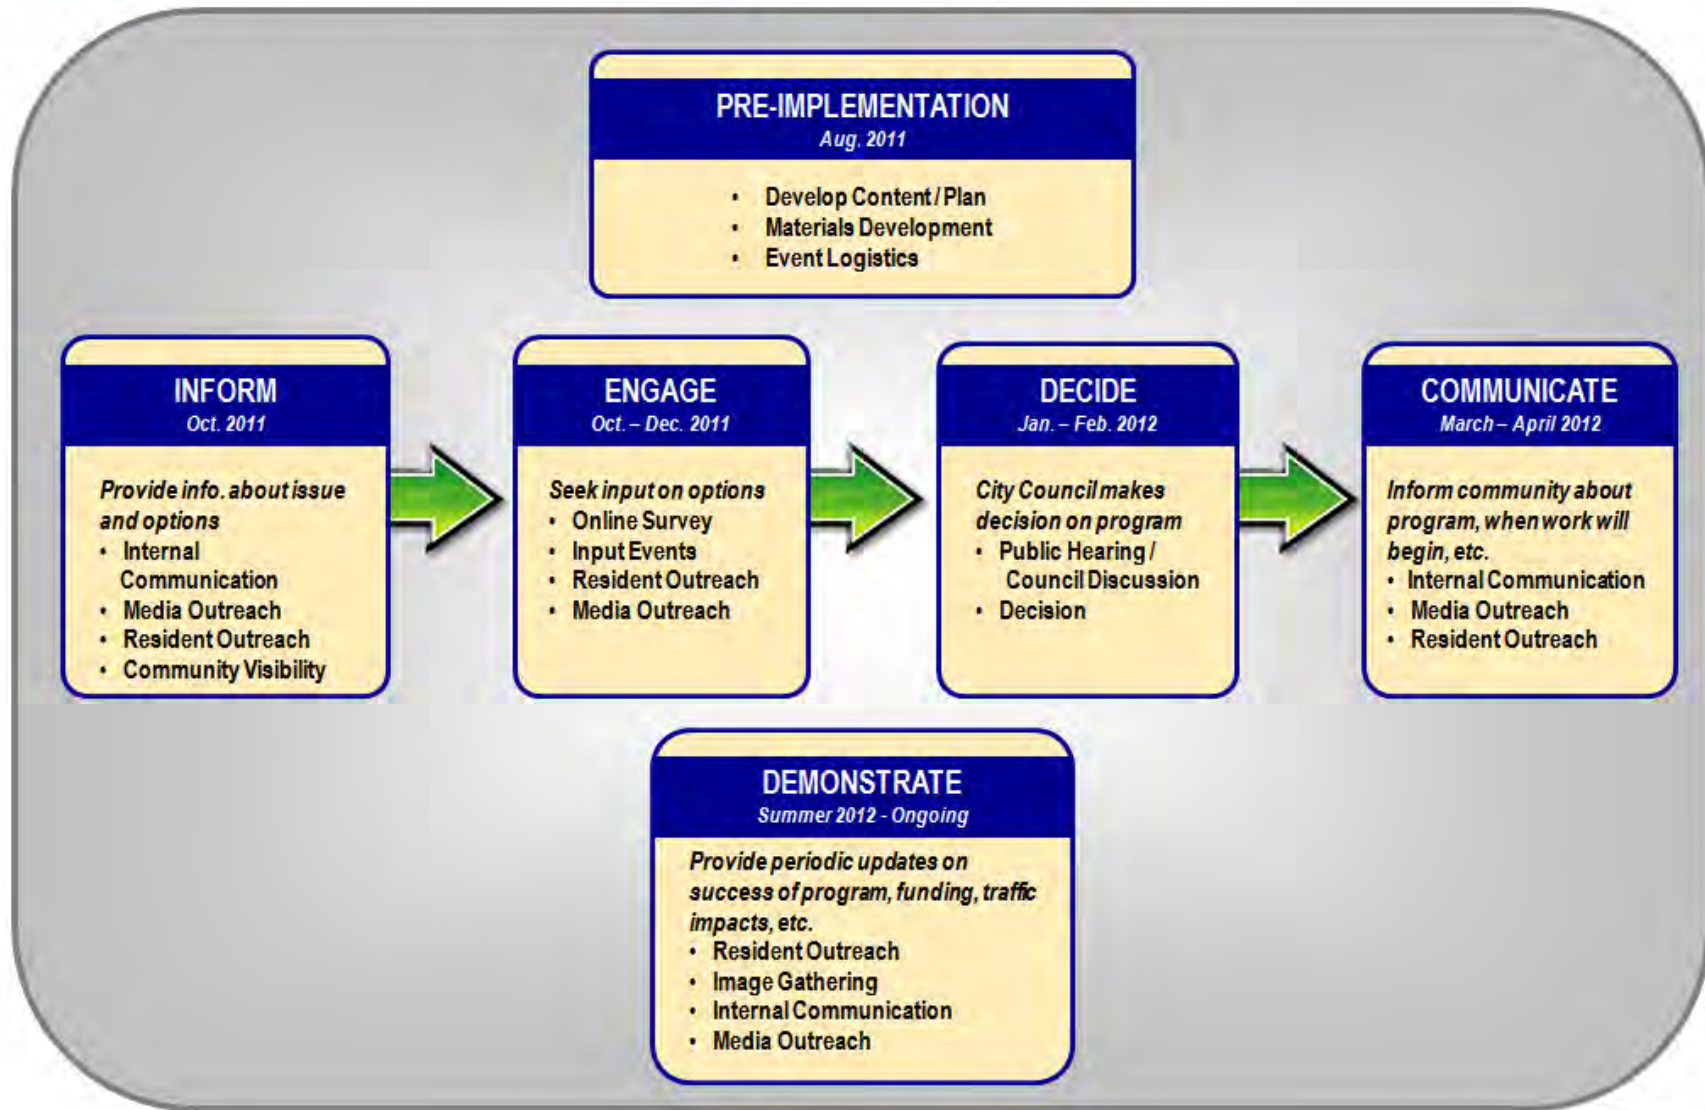 PRE-IMPLEMENTATION
Aug. 2011
• Develop Content / Plan
• Materials Development
• Event Logistics
INFORM
Oct. 2011
Provide info. about issue
and options
• Internal
Communication
• Media Outreach
• Resident Outreach
• Community Visibility
ENGAGE
Oct. – Dec. 2011
Seek input on options
• Online Survey
• Input Events
• Resident Outreach
• Media Outreach
DECIDE
Jan. – Feb. 2012
City Council makes
decision on program
• Public Hearing /
Council Discussion
• Decision
COMMUNICATE
March – April 2012
Inform community about
program, when work will
begin, etc.
• Internal Communication
• Media Outreach
• Resident Outreach
DEMONSTRATE
Summer 2012 - Ongoing
Provide periodic updates on
success of program, funding, traffic
impacts, etc.
• Resident Outreach
• Image Gathering
• Internal Communication
• Media Outreach